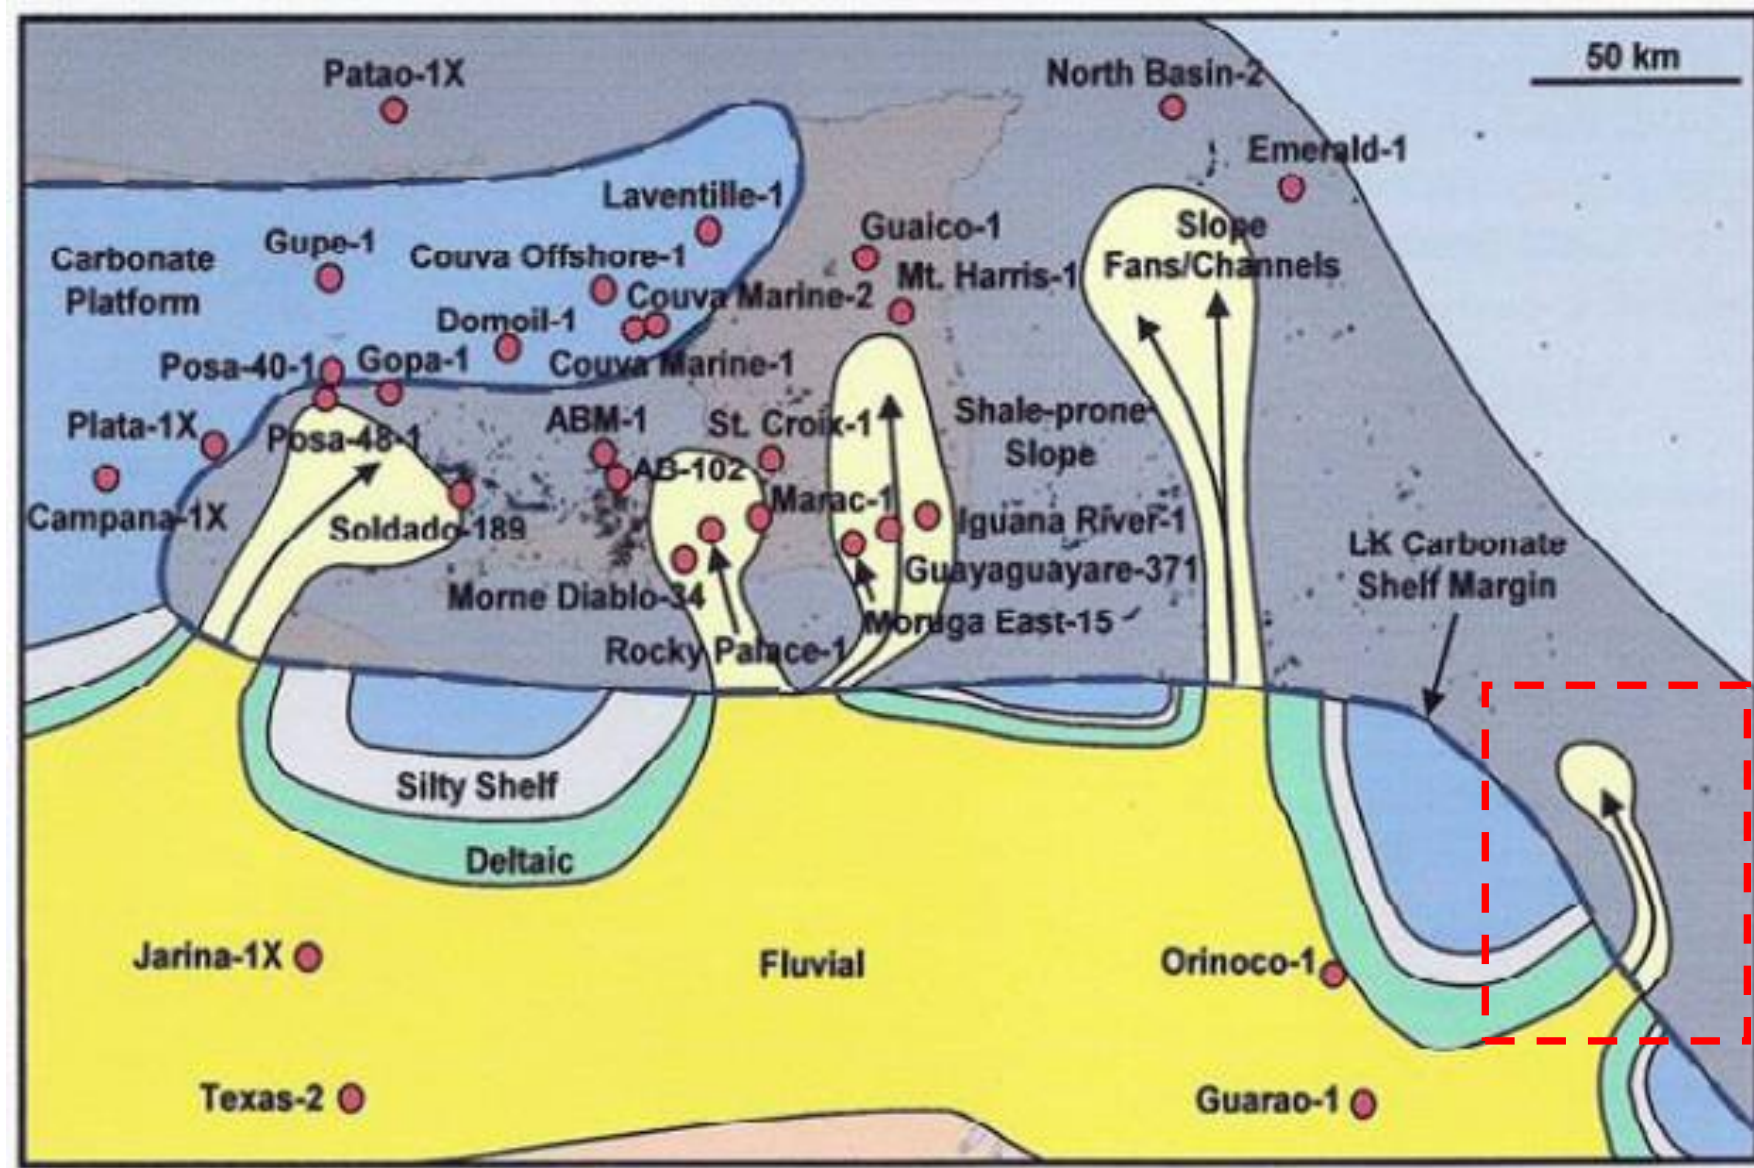 Patao-1X
North Basin-2
50 km
Emerald-1
Laventille-1
Gupe-1
Couva Offshore-1
Guaico-1
Slope
Fans/Channels
Carbonate
Platform
Mt. Harris-1
Couva Marine-2
Domoil-1
Posa-40-1
Gopa-1
Couva Marine-1
Plata-1X
Posa-48-1
ABM-1
St. Croix-1
Shale-prone
Slope
AB-102
Campana-1X
Soldado-189
Marac-1
Iguana River-1
LK Carbonate
Shelf Margin
Guayaguayare-371
Morne Diablo-34
Moruga East-15
Rocky Palace-1
Silty Shelf
Deltaic
Jarina-1X
Fluvial
Orinoco-1
Texas-2
Guarao-1